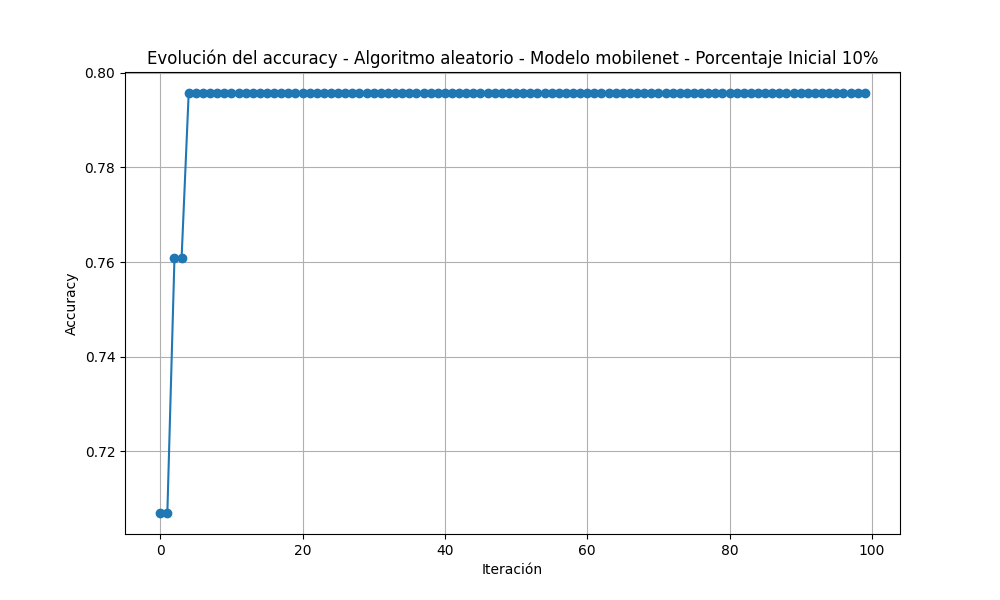 Evolución del accuracy - Algoritmo aleatorio - Modelo mobilenet - Porcentaje Inicial 10%
0.80
0.78
0.76
0.74
0.72
Accuracy
0 20 40 60 80 100
Iteración